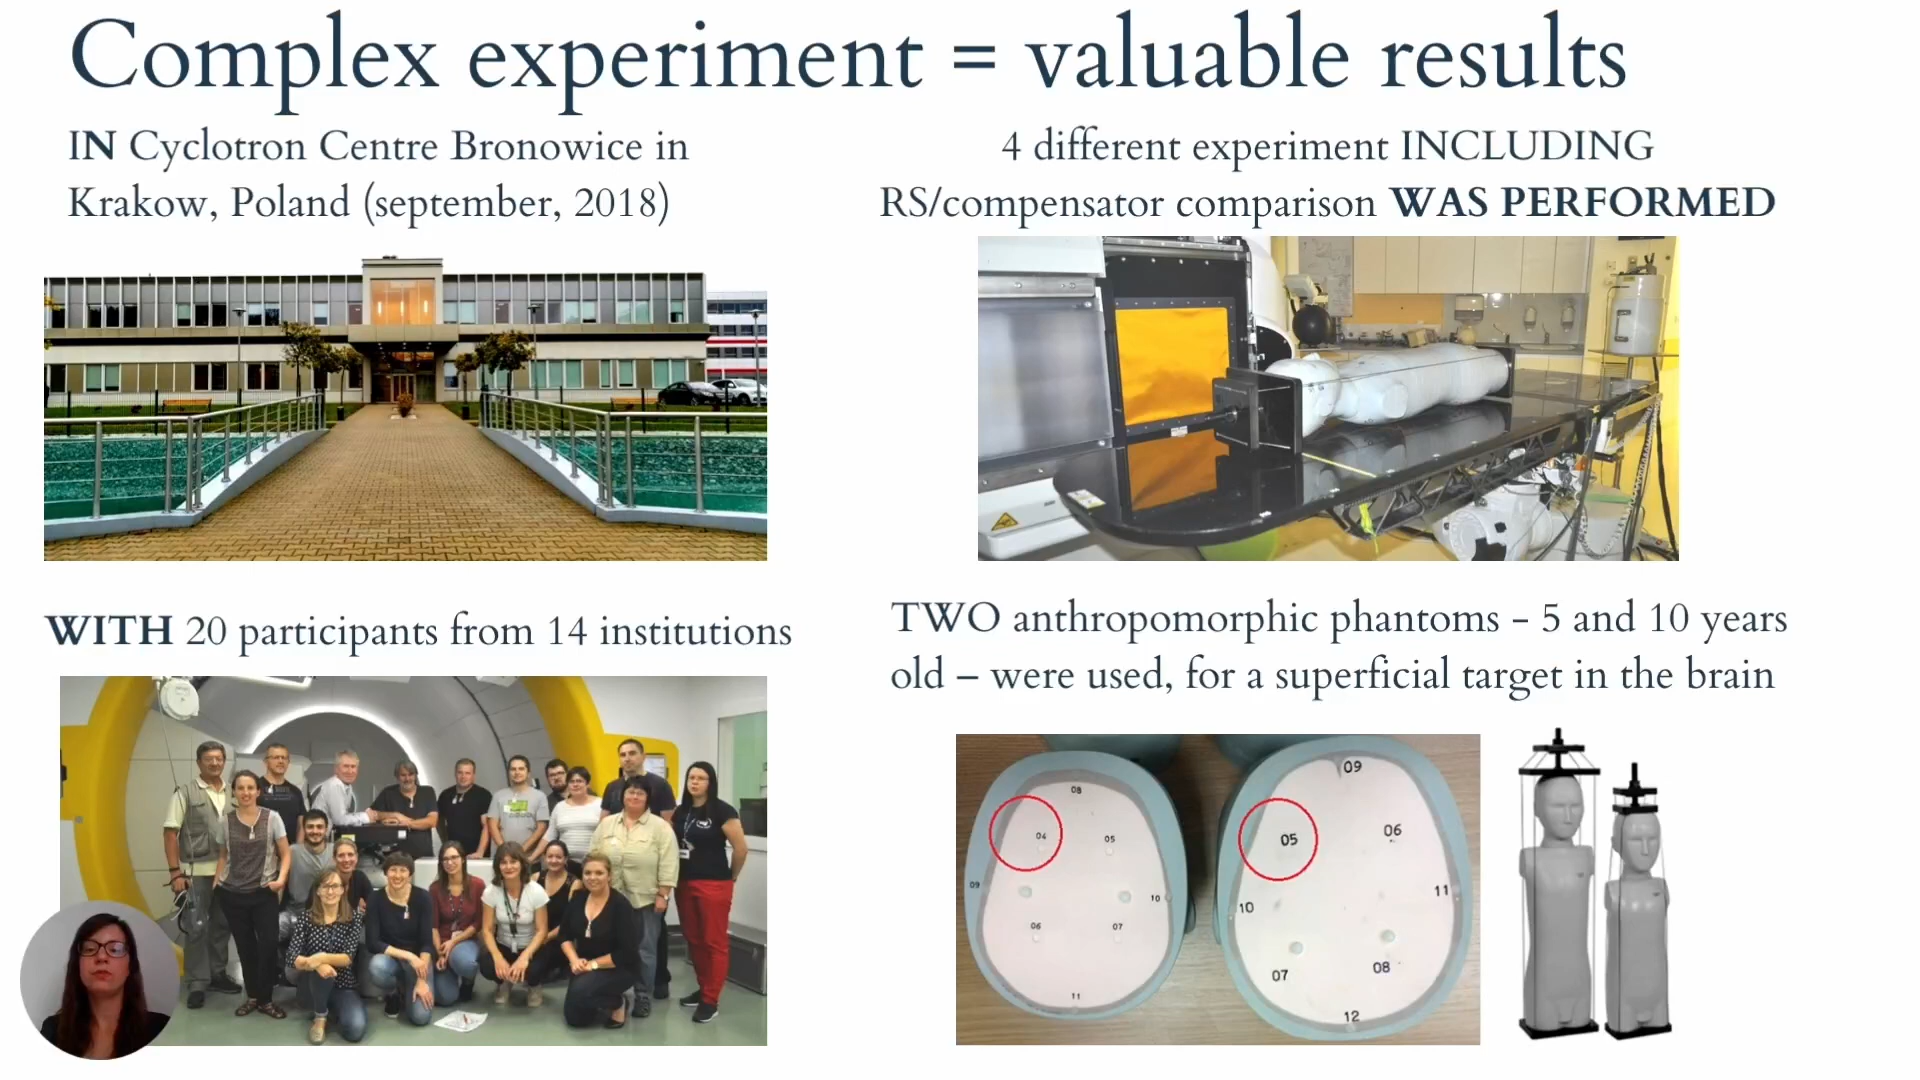 Complex experiment = valuable results
IN Cyclotron Centre Bronowice in
Krakow, Poland (september, 2018)
4 different experiment INCLUDING
RS/compensator comparison WAS PERFORMED
WITH 20 participants from 14 institutions
TWO anthropomorphic phantoms - 5 and 10 years
old – were used, for a superficial target in the brain
08
04
05
09
10
06
07
11
09
05
06
11
10
07
08
12